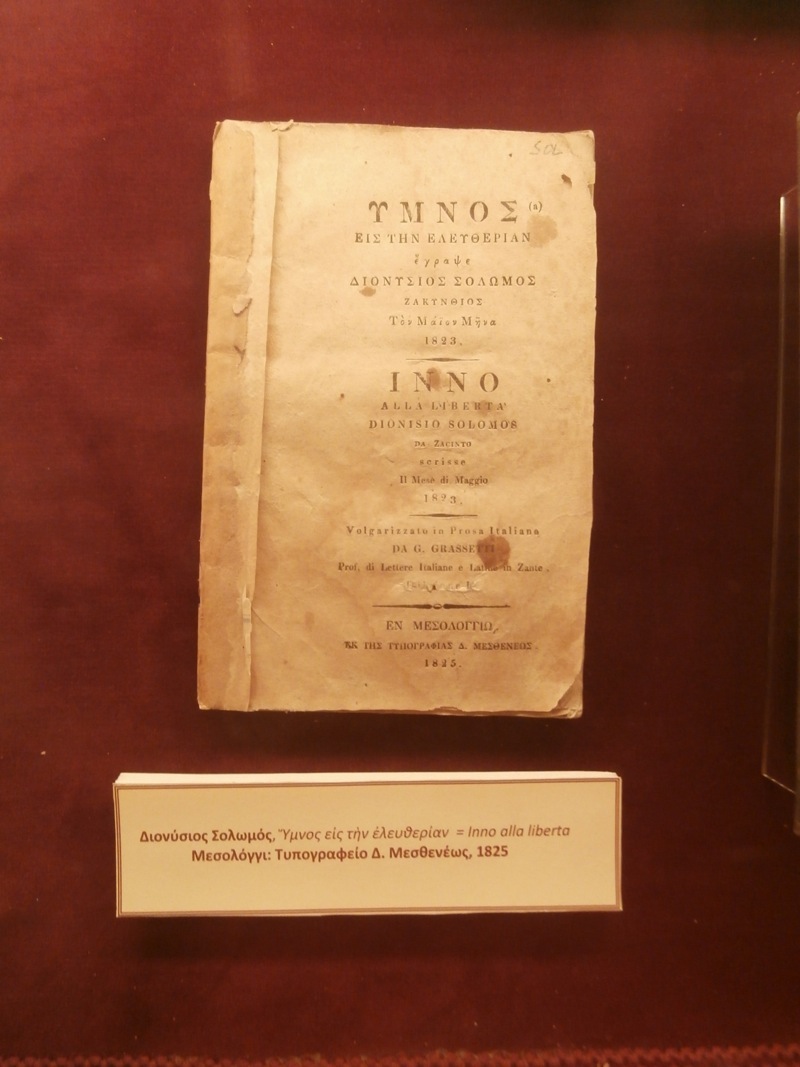 SOL
ΥΜΝΟΣ (a)
ΕΙΣ ΤΗΝ ΕΛΕΥΘΕΡΙΑΝ
ἔγραψε
ΔΙΟΝΥΣΙΟΣ ΣΟΛΩΜΟΣ
ΖΑΚΥΝΘΙΟΣ
Τὸν Μάϊον Μῆνα
1823.
INNO
ALLA LIBERTA'
DIONISIO SOLOMOS
DA ZACINTO
scrisse
Il Mese di Maggio
1823.
Volgarizzato in Prosa Italiana
DA G. GRASSETTI
Prof. di Lettere Italiane e Latine in Zante.
ΕΝ ΜΕΣΟΛΟΓΓΙΩ,
ΕΚ ΤΗΣ ΤΥΠΟΓΡΑΦΙΑΣ Δ. ΜΕΣΘΕΝΕΟΣ.
1825.
Διονύσιος Σολωμός, Ὕμνος εἰς τὴν ἐλευθερίαν = Inno alla liberta
Μεσολόγγι: Τυπογραφείο Δ. Μεσθενέως, 1825